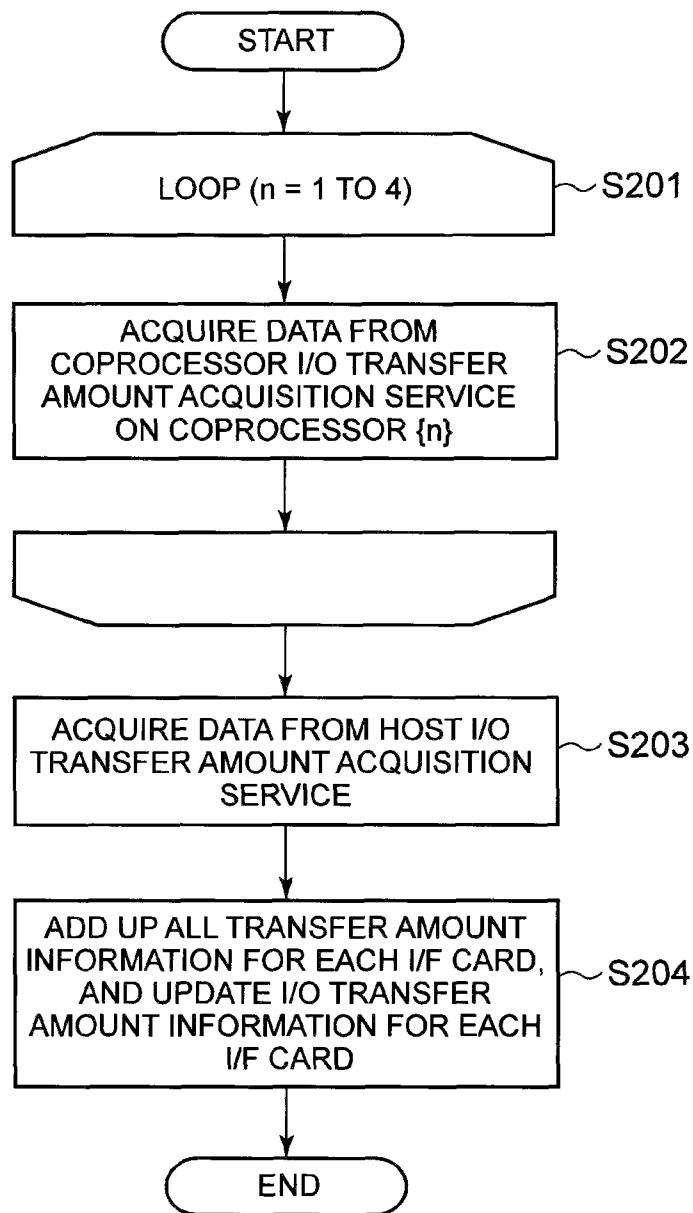 START
LOOP (n = 1 TO 4)
S201
ACQUIRE DATA FROM
COPROCESSOR I/O TRANSFER
AMOUNT ACQUISITION SERVICE
ON COPROCESSOR {n}
S202
ACQUIRE DATA FROM HOST I/O
TRANSFER AMOUNT ACQUISITION
SERVICE
S203
ADD UP ALL TRANSFER AMOUNT
INFORMATION FOR EACH I/F CARD,
AND UPDATE I/O TRANSFER
AMOUNT INFORMATION FOR EACH
I/F CARD
S204
END